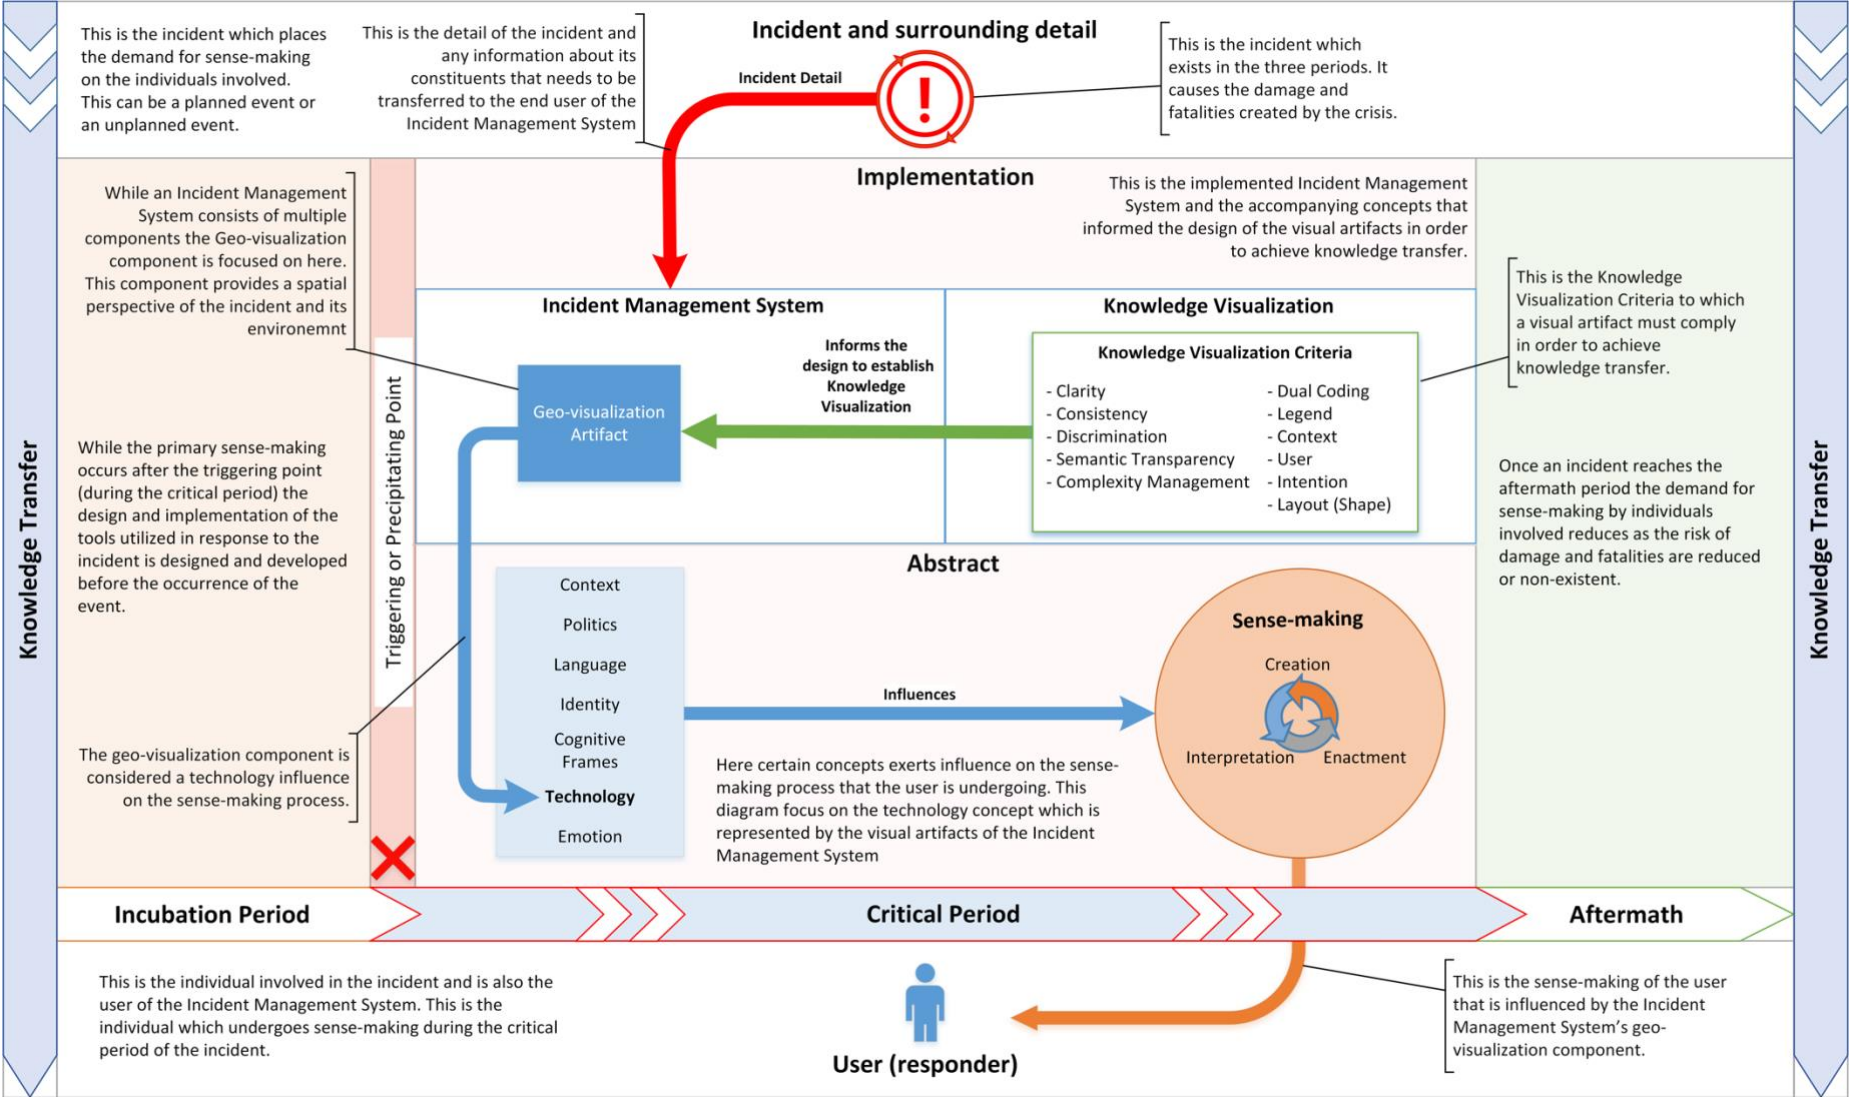 Incident and surrounding detail
This is the incident which places
the demand for sense-making
on the individuals involved.
This can be a planned event or
an unplanned event.
This is the detail of the incident and
any information about its
constituents that needs to be
transferred to the end user of the
Incident Management System
Incident Detail
!
This is the incident which
exists in the three periods. It
causes the damage and
fatalities created by the crisis.
Knowledge Transfer
While an Incident Management
System consists of multiple
components the Geo-visualization
component is focused on here.
This component provides a spatial
perspective of the incident and its
environemnt
While the primary sense-making
occurs after the triggering point
(during the critical period) the
design and implementation of the
tools utilized in response to the
incident is designed and developed
before the occurrence of the
event.
The geo-visualization component is
considered a technology influence
on the sense-making process.
Triggering or Precipitating Point
Implementation
This is the implemented Incident Management
System and the accompanying concepts that
informed the design of the visual artifacts in order
to achieve knowledge transfer.
Incident Management System
Geo-visualization
Artifact
Informs the
design to establish
Knowledge
Visualization
Knowledge Visualization
Knowledge Visualization Criteria
- Clarity
- Consistency
- Discrimination
- Semantic Transparency
- Complexity Management
- Dual Coding
- Legend
- Context
- User
- Intention
- Layout (Shape)
Abstract
Context
Politics
Language
Identity
Cognitive
Frames
Technology
Emotion
Influences
Here certain concepts exerts influence on the sense-
making process that the user is undergoing. This
diagram focus on the technology concept which is
represented by the visual artifacts of the Incident
Management System
Sense-making
Creation
Interpretation
Enactment
This is the Knowledge
Visualization Criteria to which
a visual artifact must comply
in order to achieve
knowledge transfer.
Once an incident reaches the
aftermath period the demand for
sense-making by individuals
involved reduces as the risk of
damage and fatalities are reduced
or non-existent.
Knowledge Transfer
Incubation Period
Critical Period
Aftermath
This is the individual involved in the incident and is also the
user of the Incident Management System. This is the
individual which undergoes sense-making during the critical
period of the incident.
User (responder)
This is the sense-making of the user
that is influenced by the Incident
Management System's geo-
visualization component.